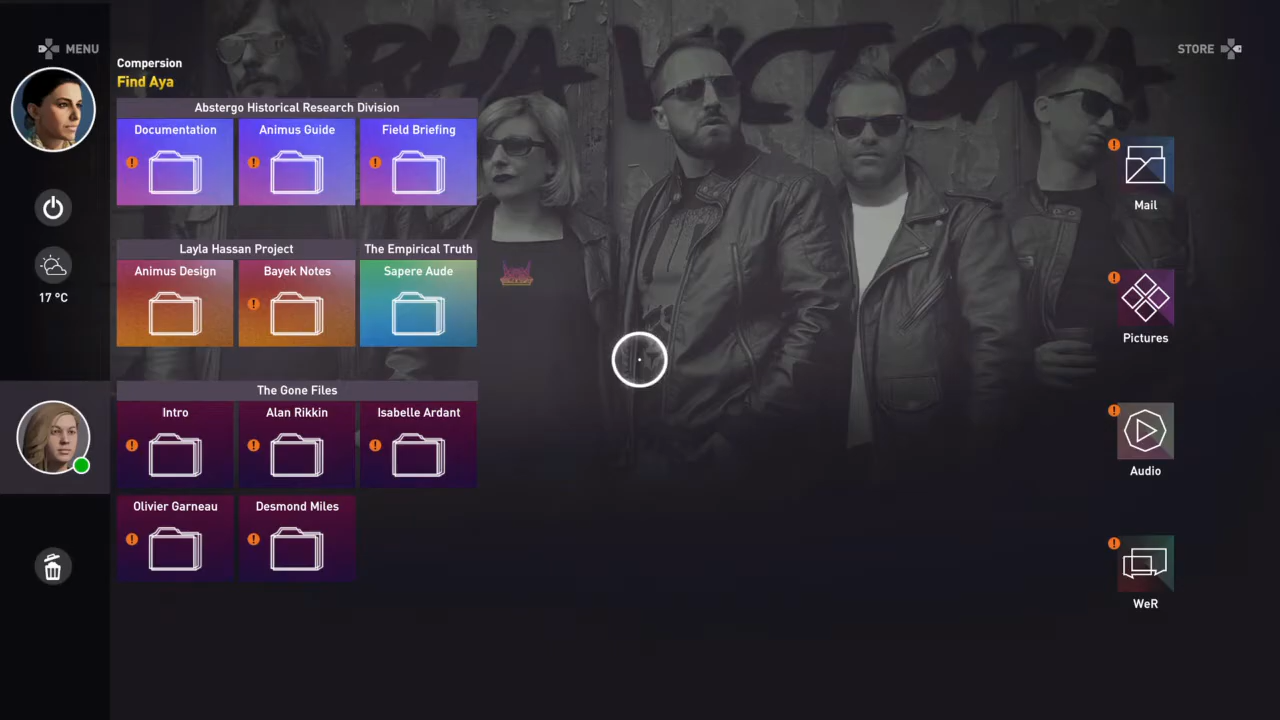 MENU
STORE
Compersion
Find Aya
Abstergo Historical Research Division
Documentation
Animus Guide
Field Briefing
Layla Hassan Project
The Empirical Truth
Animus Design
Bayek Notes
Sapere Aude
The Gone Files
Intro
Alan Rikkin
Isabelle Ardant
Olivier Garneau
Desmond Miles
17 °C
Mail
Pictures
Audio
WeR